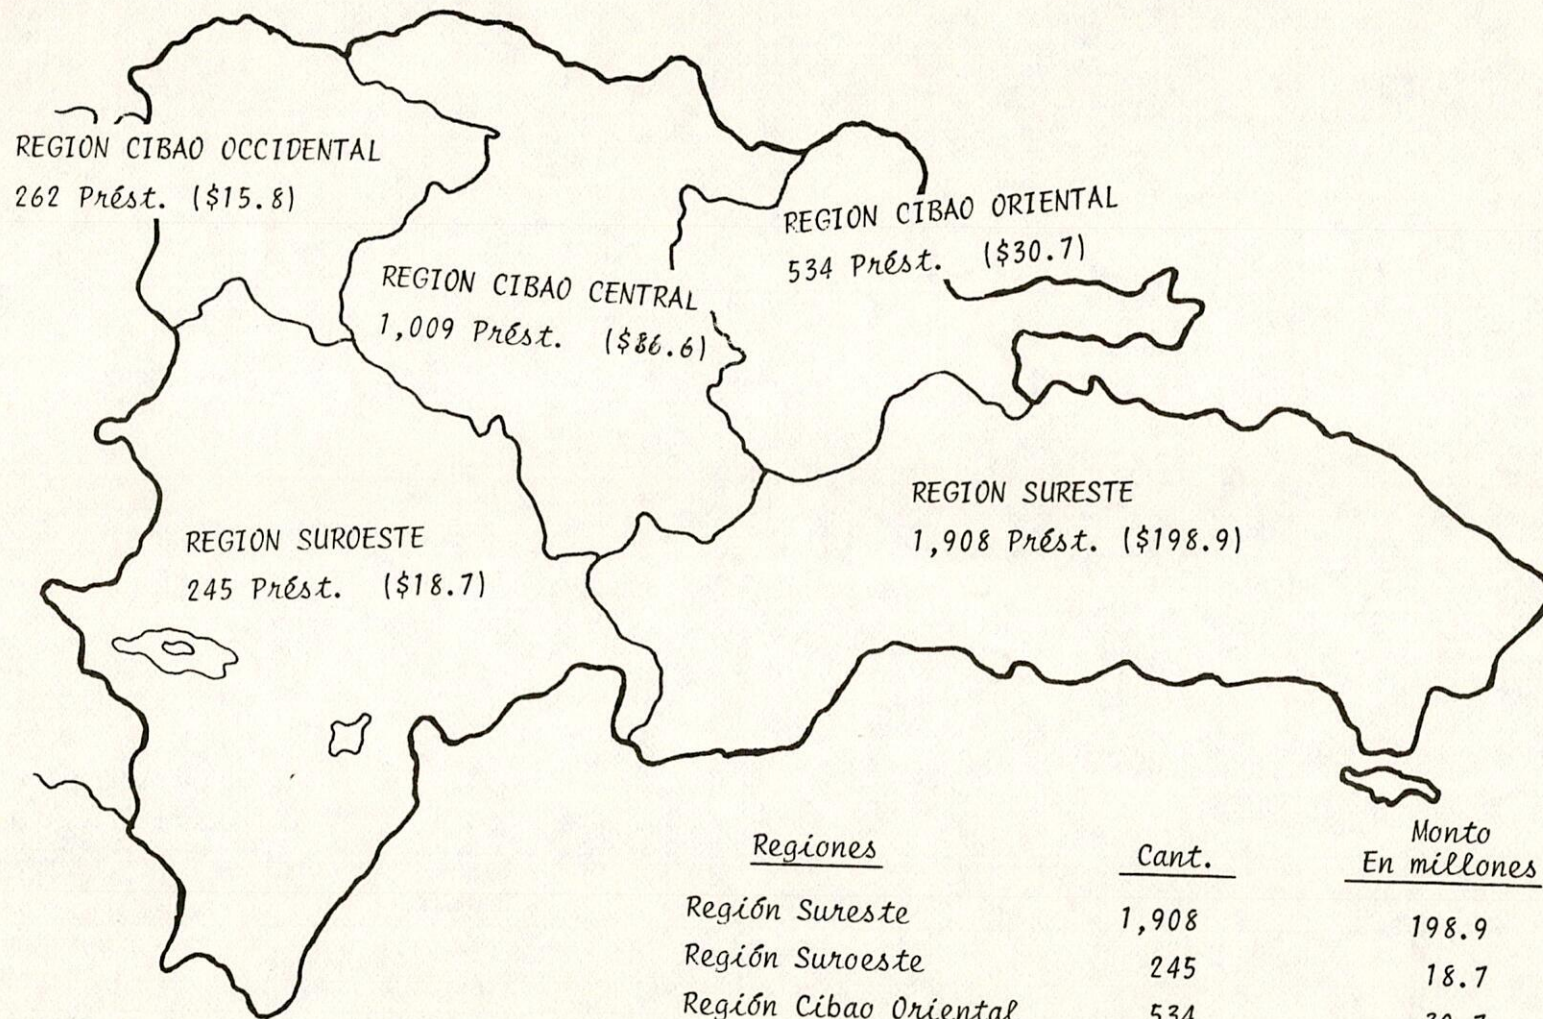 REGION CIBAO OCCIDENTAL
262 Prést. ($15.8)
REGION CIBAO ORIENTAL
534 Prést. ($30.7)
REGION CIBAO CENTRAL
1,009 Prést. ($86.6)
REGION SURESTE
1,908 Prést. ($198.9)
REGION SUROESTE
245 Prést. ($18.7)
Regiones Cant. Monto
En millones
Región Sureste 1,908 198.9
Región Suroeste 245 18.7
Región Cibao Oriental 534 30.7